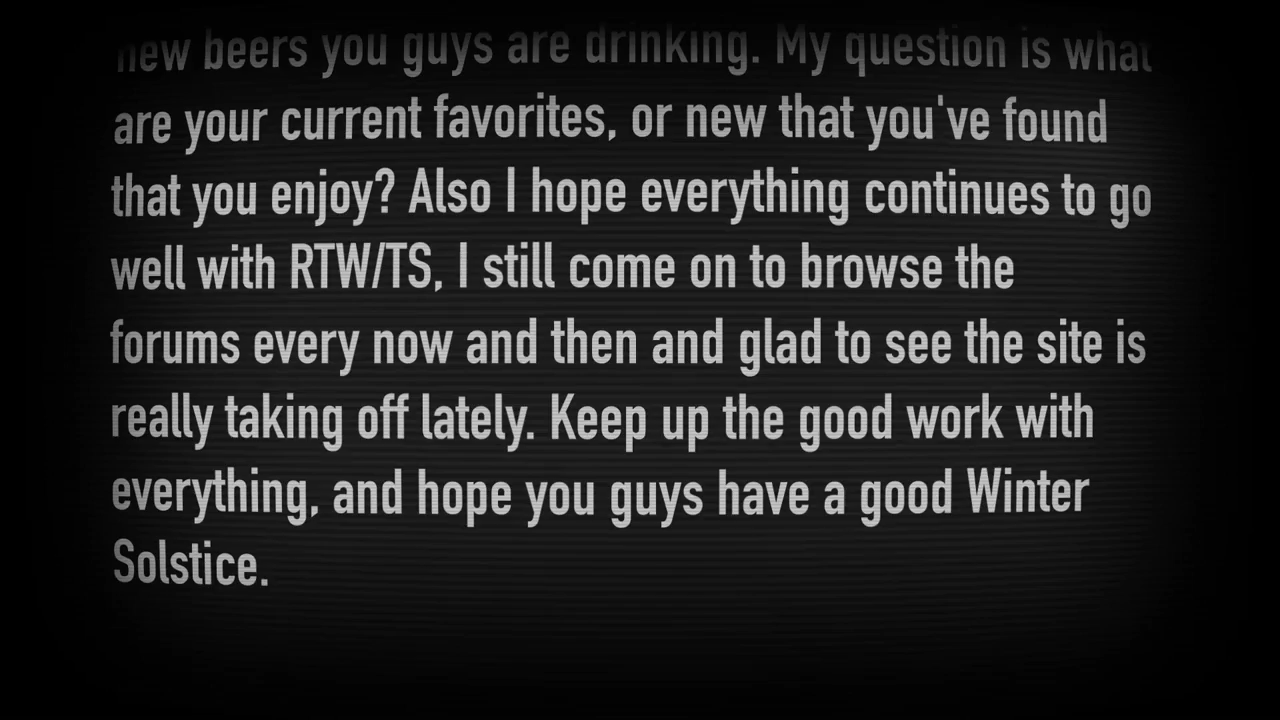 new beers you guys are drinking. My question is what
are your current favorites, or new that you've found
that you enjoy? Also I hope everything continues to go
well with RTW/TS, I still come on to browse the
forums every now and then and glad to see the site is
really taking off lately. Keep up the good work with
everything, and hope you guys have a good Winter
Solstice.